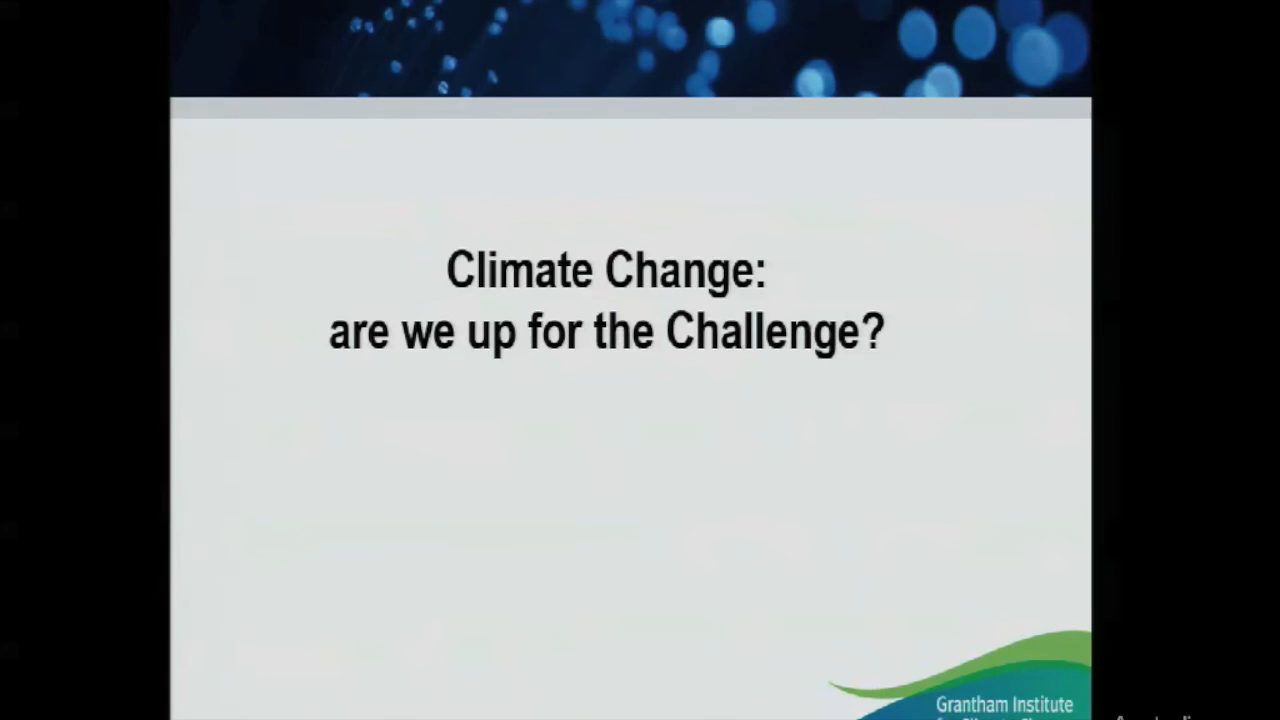 Climate Change:
are we up for the Challenge?
Grantham Institute